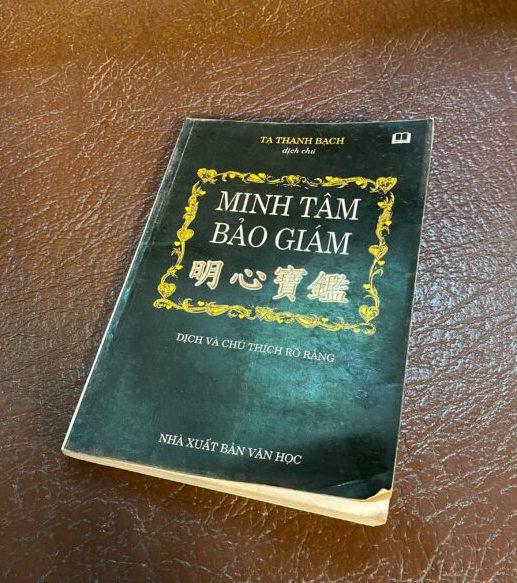 TẠ THANH BẠCH
dịch chú
MINH TÂM
BẢO GIÁM
明心寶鑑
DỊCH VÀ CHÚ THÍCH RÕ RÀNG
NHÀ XUẤT BẢN VĂN HỌC